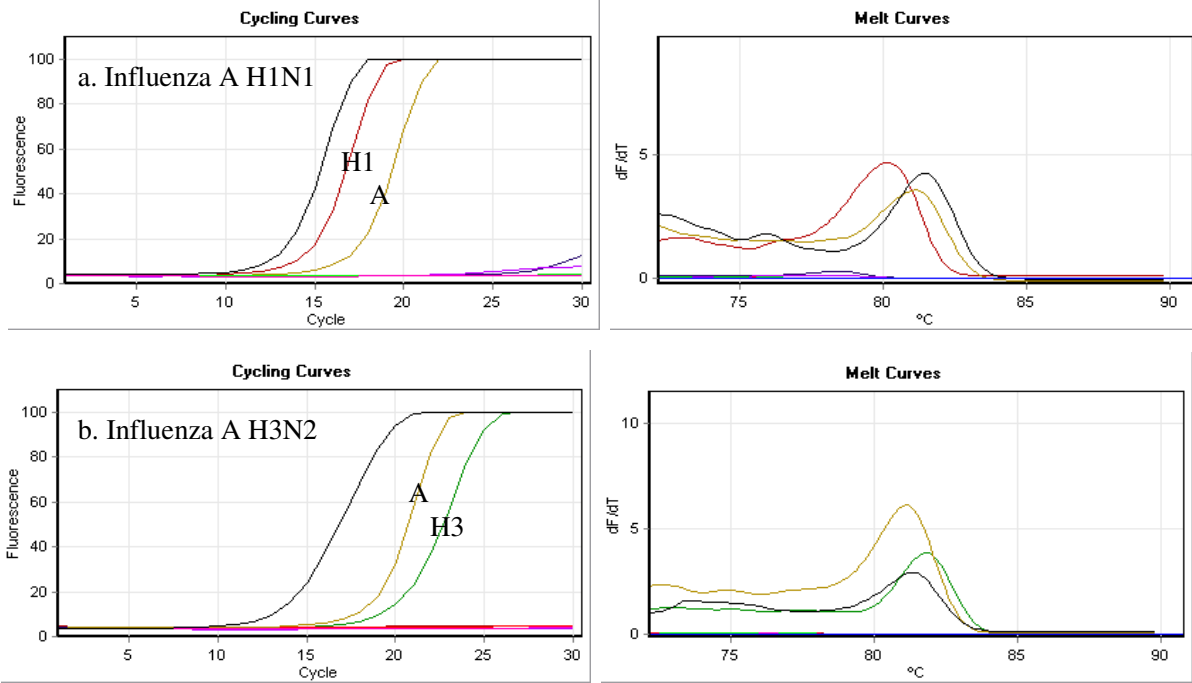 Cycling Curves
Melt Curves
a. Influenza A H1N1
H1
A
100
80
60
40
20
0
5
10
15
20
25
30
Fluorescence
Cycle
5
0
75
80
85
90
dF/dT
°C
Cycling Curves
Melt Curves
b. Influenza A H3N2
A
H3
100
80
60
40
20
0
5
10
15
20
25
30
Fluorescence
Cycle
10
5
0
75
80
85
90
dF/dT
°C